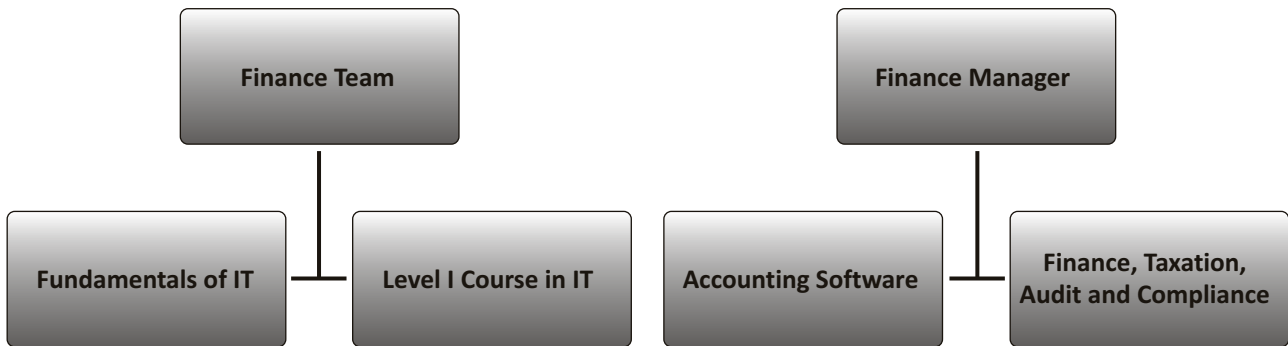 Finance Team
Finance Manager
Fundamentals of IT
Level I Course in IT
Accounting Software
Finance, Taxation,
Audit and Compliance